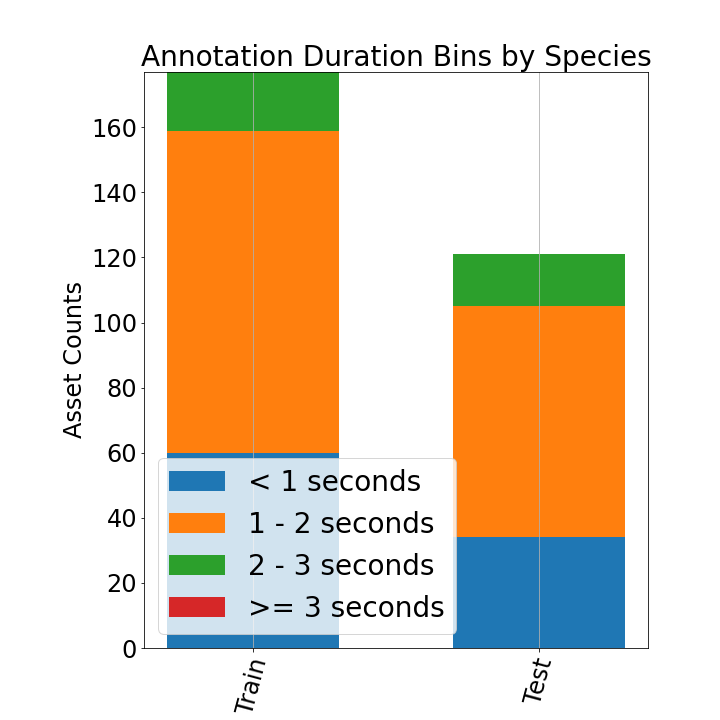 Annotation Duration Bins by Species
Asset Counts
160
140
120
100
80
60
40
20
0
< 1 seconds
1 - 2 seconds
2 - 3 seconds
>= 3 seconds
Train
Test